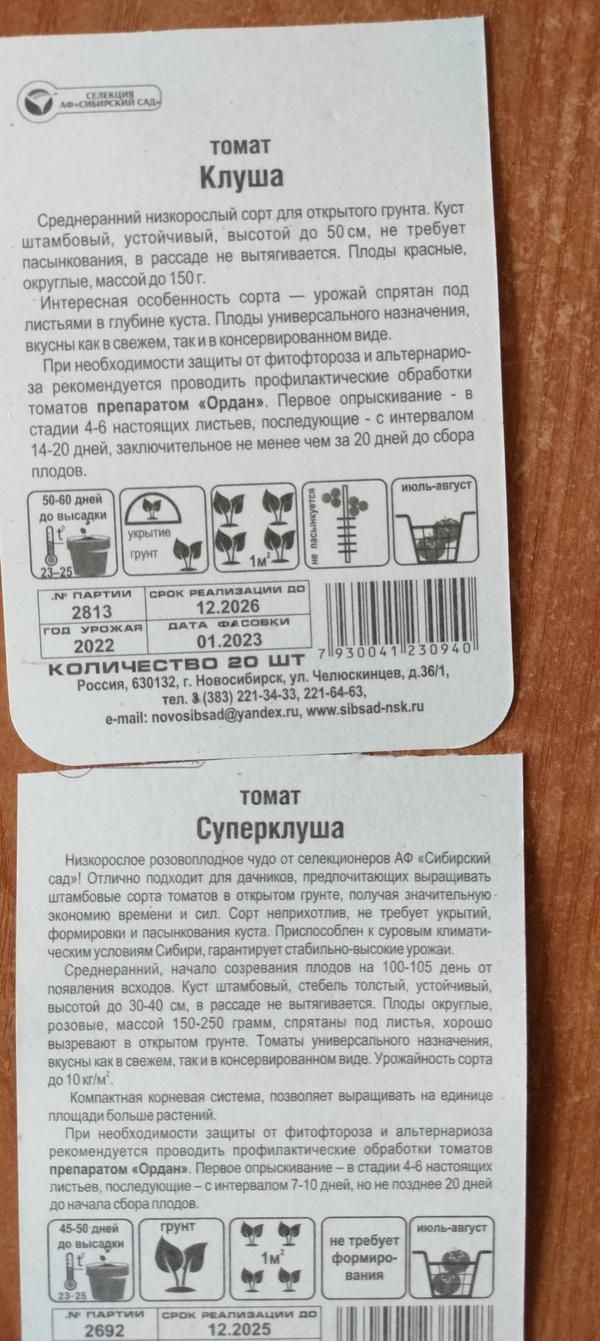 СЕЛЕКЦИЯ
АФ«СИБИРСКИЙ САД»
томат
Клуша
Среднеранний низкорослый сорт для открытого грунта. Куст
штамбовый, устойчивый, высотой до 50 см, не требует
пасынкования, в рассаде не вытягивается. Плоды красные,
округлые, массой до 150 г.
Интересная особенность сорта — урожай спрятан под
листьями в глубине куста. Плоды универсального назначения,
вкусны как в свежем, так и в консервированном виде.
При необходимости защиты от фитофтороза и альтернарио-
за рекомендуется проводить профилактические обработки
томатов препаратом «Ордан». Первое опрыскивание - в
стадии 4-6 настоящих листьев, последующие - с интервалом
14-20 дней, заключительное не менее чем за 20 дней до сбора
плодов.
50-60 дней
до высадки
t°
23-25
укрытие
грунт
1м²
не пасынкуется
июль-август
.№ ПАРТИИ
2813
СРОК РЕАЛИЗАЦИИ ДО
12.2026
ГОД УРОЖАЯ
2022
ДАТА ФАСОВКИ
01.2023
7 930041 230940
КОЛИЧЕСТВО 20 ШТ
Россия, 630132, г. Новосибирск, ул. Челюскинцев, д.36/1,
тел. 8 (383) 221-34-33, 221-64-63,
e-mail: novosibsad@yandex.ru, www.sibsad-nsk.ru
томат
Суперклуша
Низкорослое розовоплодное чудо от селекционеров АФ «Сибирский
сад»! Отлично подходит для дачников, предпочитающих выращивать
штамбовые сорта томатов в открытом грунте, получая значительную
экономию времени и сил. Сорт неприхотлив, не требует укрытий,
формировки и пасынкования куста. Приспособлен к суровым климати-
ческим условиям Сибири, гарантирует стабильно-высокие урожаи.
Среднеранний, начало созревания плодов на 100-105 день от
появления всходов. Куст штамбовый, стебель толстый, устойчивый,
высотой до 30-40 см, в рассаде не вытягивается. Плоды округлые,
розовые, массой 150-250 грамм, спрятаны под листья, хорошо
вызревают в открытом грунте. Томаты универсального назначения,
вкусны как в свежем, так и в консервированном виде. Урожайность сорта
до 10 кг/м².
Компактная корневая система, позволяет выращивать на единице
площади больше растений.
При необходимости защиты от фитофтороза и альтернариоза
рекомендуется проводить профилактические обработки томатов
препаратом «Ордан». Первое опрыскивание – в стадии 4-6 настоящих
листьев, последующие – с интервалом 7-10 дней, но не позднее 20 дней
до начала сбора плодов.
45-50 дней
до высадки
t°
23-25
грунт
1м²
не требует
формиро-
вания
июль-август
.№ ПАРТИИ
2692
СРОК РЕАЛИЗАЦИИ ДО
12.2025